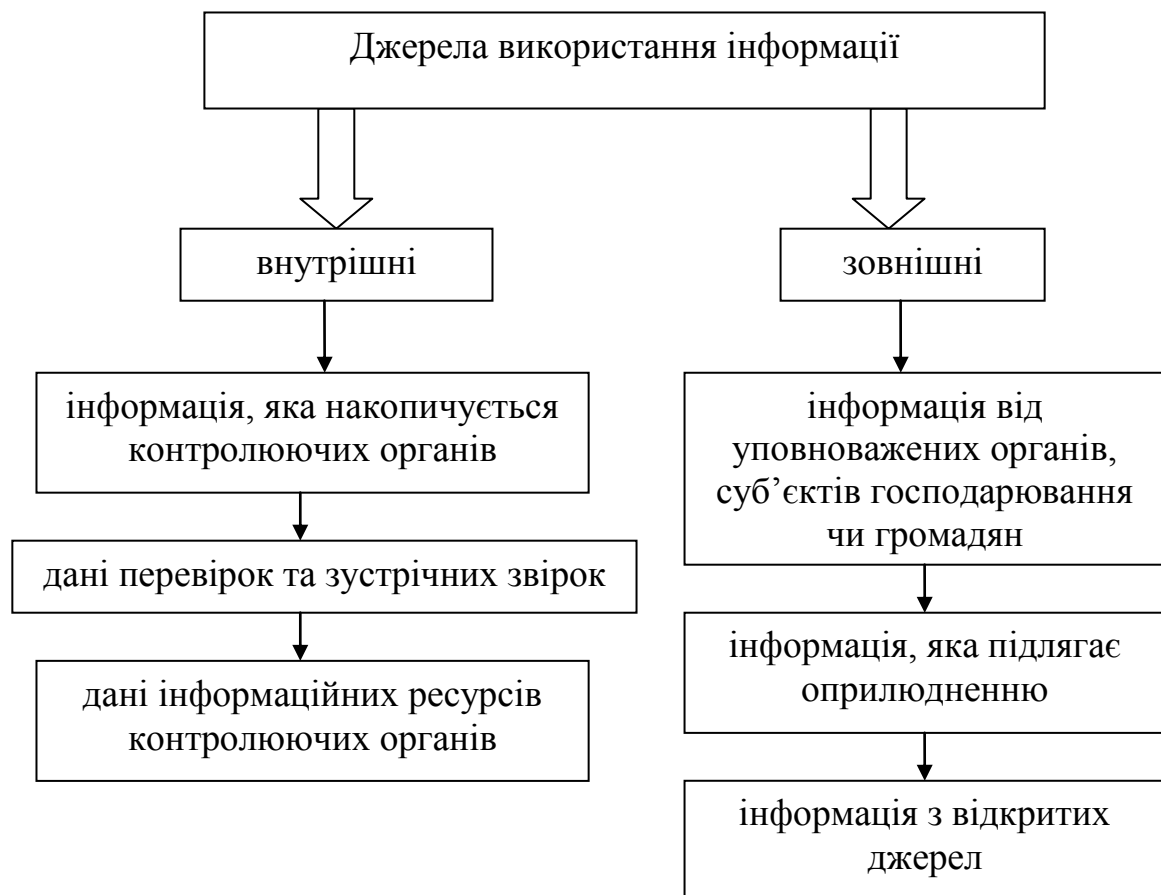 Джерела використання інформації
внутрішні
зовнішні
інформація, яка накопичується
контролюючих органів
дані перевірок та зустрічних звірок
дані інформаційних ресурсів
контролюючих органів
інформація від
уповноважених органів,
суб’єктів господарювання
чи громадян
інформація, яка підлягає
оприлюдненню
інформація з відкритих
джерел